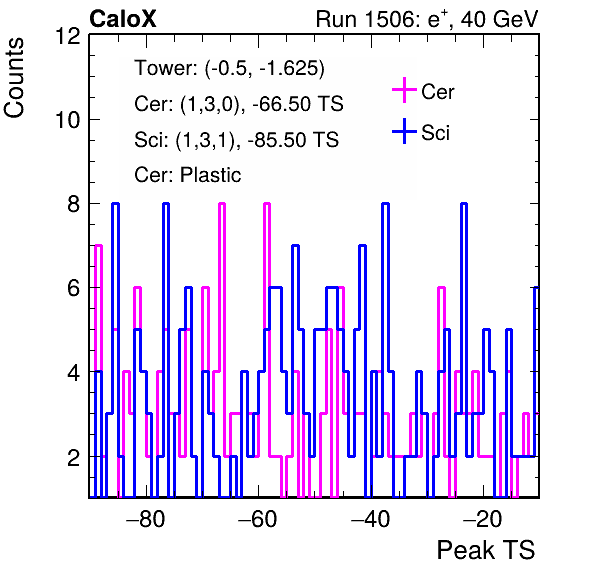 CaloX Run 1506: e⁺, 40 GeV
Counts
12
10
8
6
4
2
Tower: (-0.5, -1.625)
Cer: (1,3,0), -66.50 TS
Sci: (1,3,1), -85.50 TS
Cer: Plastic
Cer
Sci
−80 −60 −40 −20
Peak TS